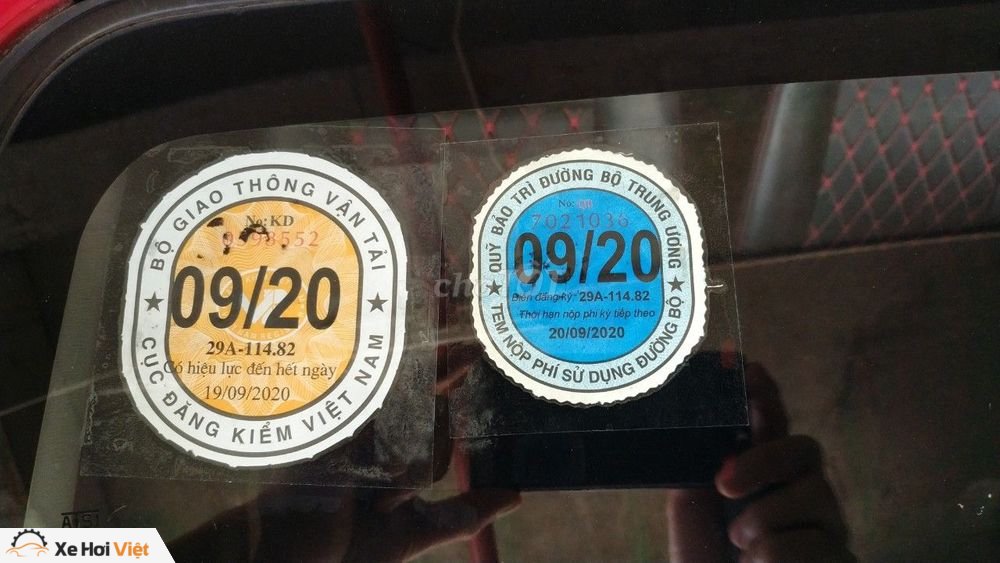 BỘ GIAO THÔNG VẬN TẢI
No: KD
09/20
29A-114.82
Có hiệu lực đến hết ngày
19/09/2020
CỤC ĐĂNG KIỂM VIỆT NAM
QUỸ BẢO TRÌ ĐƯỜNG BỘ TRUNG ƯƠNG
No:
7021036
09/20
Biển đăng ký: 29A-114.82
Thời hạn nộp phí kỳ tiếp theo
20/09/2020
TEM NỘP PHÍ SỬ DỤNG ĐƯỜNG BỘ
Xe Hơi Việt